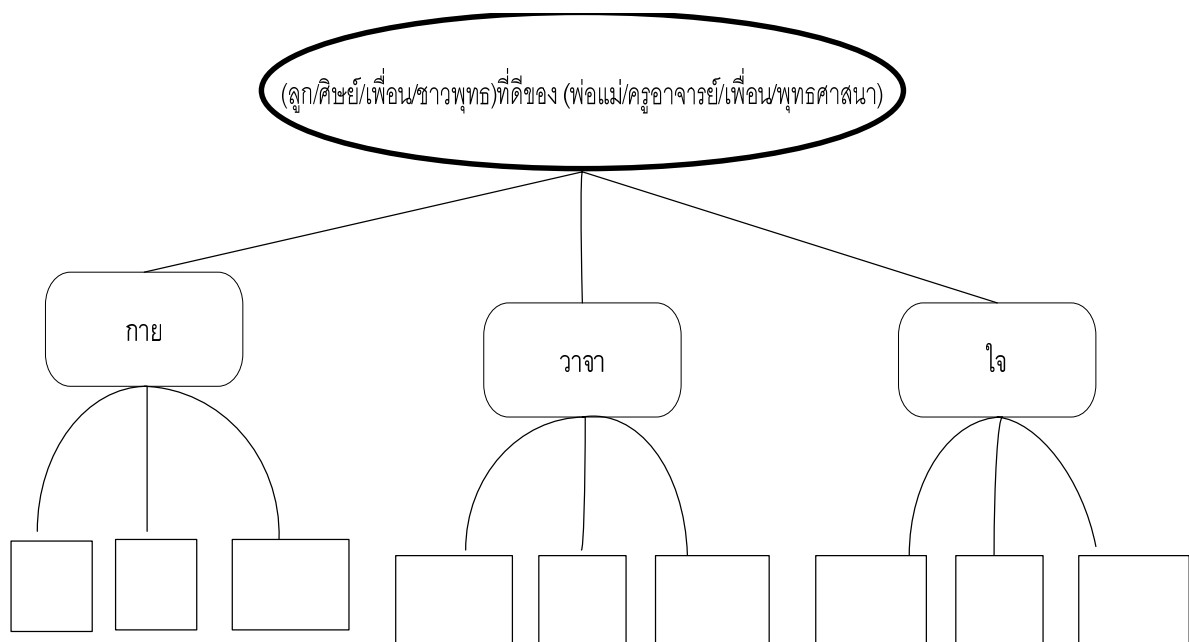 (ลูก/ศิษย์/เพื่อน/ชาวพุทธ)ที่ดีของ (พ่อแม่/ครูอาจารย์/เพื่อน/พุทธศาสนา)
กาย
วาจา
ใจ